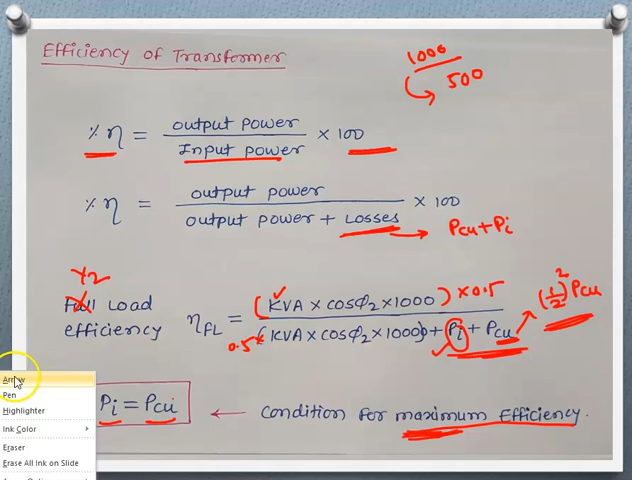 Efficiency of Transformer
1000
500
% η = output power / Input power × 100
% η = output power / output power + Losses × 100
Pcu + Pi
1/2
Full Load efficiency ηFL = (KVA × cosϕ2 × 1000) × 0.5 / 0.5 × (KVA × cosϕ2 × 1000) + Pi + Pcu
(1/2)² Pcu
Arrow
Pen
Highlighter
Ink Color
Eraser
Erase All Ink on Slide
Pi = Pcu ← Condition for maximum Efficiency.